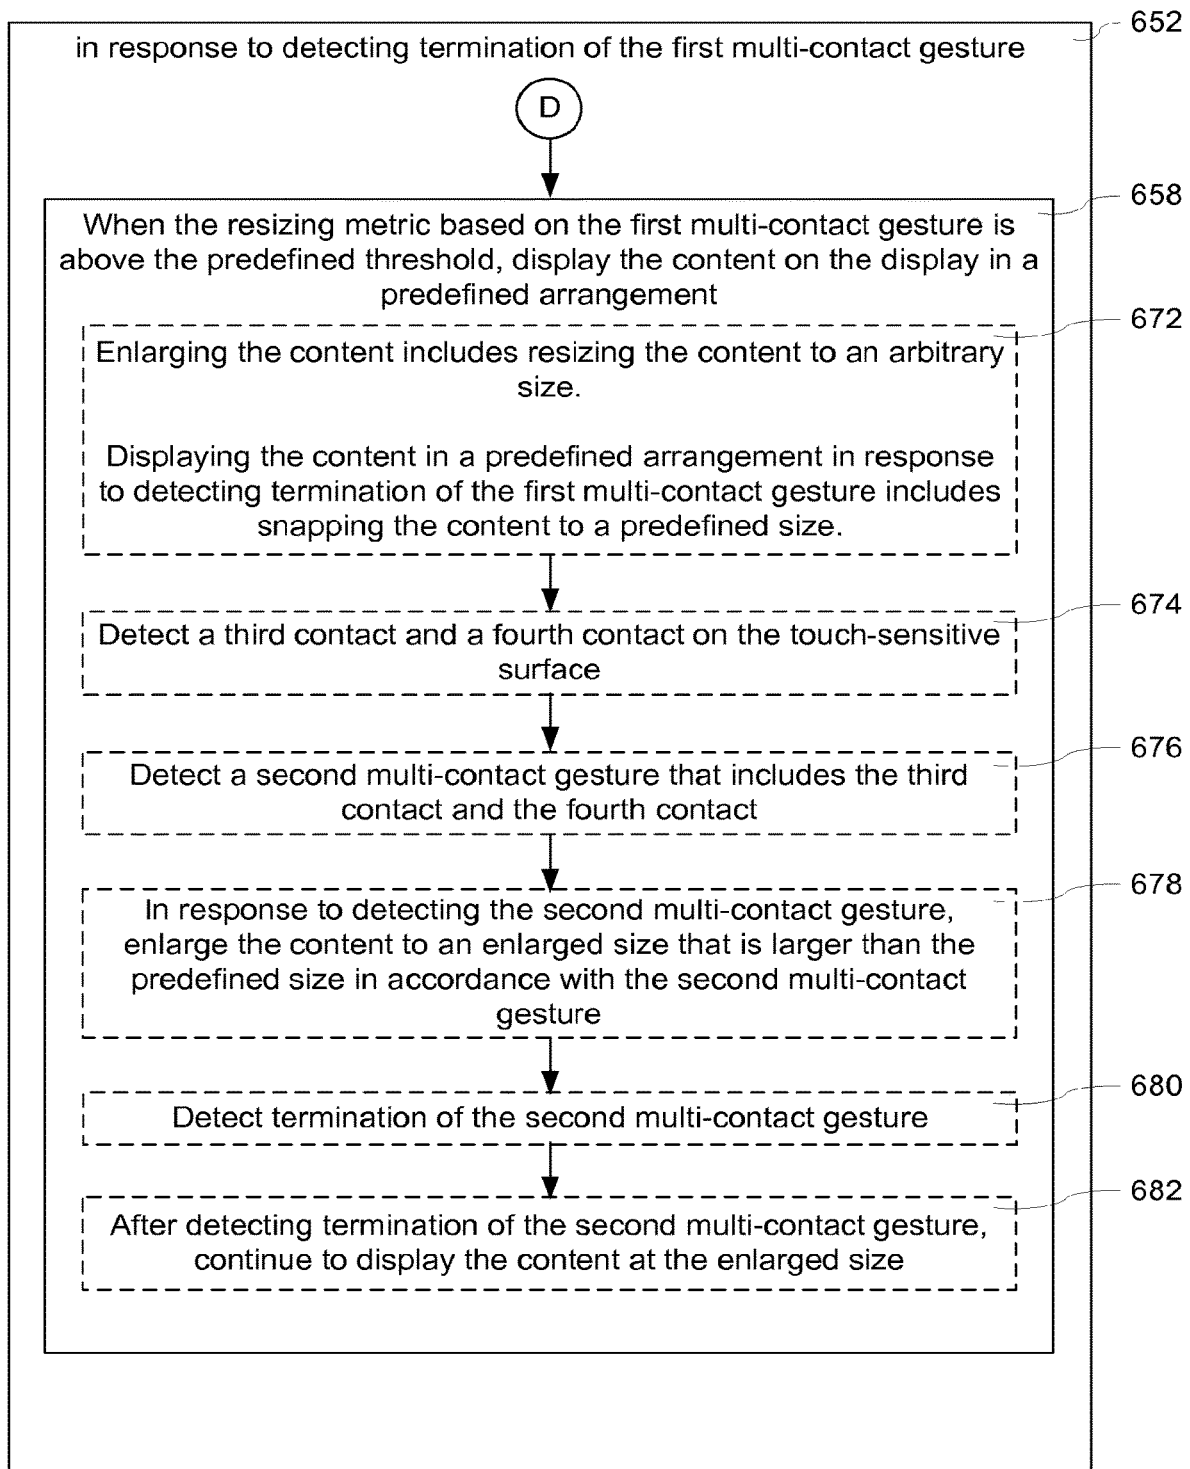 652
in response to detecting termination of the first multi-contact gesture
D
658
When the resizing metric based on the first multi-contact gesture is
above the predefined threshold, display the content on the display in a
predefined arrangement
672
Enlarging the content includes resizing the content to an arbitrary
size.
Displaying the content in a predefined arrangement in response
to detecting termination of the first multi-contact gesture includes
snapping the content to a predefined size.
674
Detect a third contact and a fourth contact on the touch-sensitive
surface
676
Detect a second multi-contact gesture that includes the third
contact and the fourth contact
678
In response to detecting the second multi-contact gesture,
enlarge the content to an enlarged size that is larger than the
predefined size in accordance with the second multi-contact
gesture
680
Detect termination of the second multi-contact gesture
682
After detecting termination of the second multi-contact gesture,
continue to display the content at the enlarged size